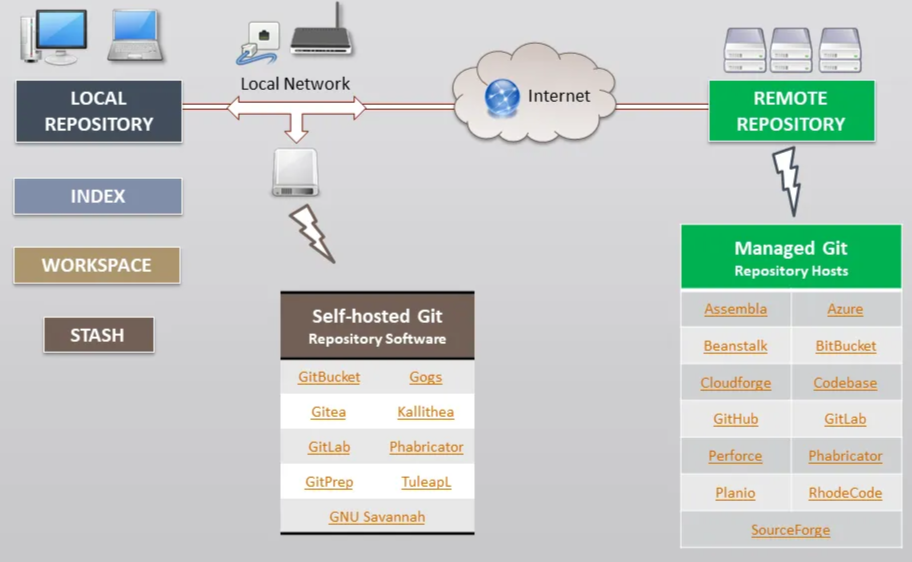 Local Network
Internet
LOCAL
REPOSITORY
REMOTE
REPOSITORY
INDEX
WORKSPACE
STASH
Self-hosted Git
Repository Software
GitBucket Gogs
Gitea Kallithea
GitLab Phabricator
GitPrep TuleapL
GNU Savannah
Managed Git
Repository Hosts
Assembla Azure
Beanstalk BitBucket
Cloudforge Codebase
GitHub GitLab
Perforce Phabricator
Planio RhodeCode
SourceForge